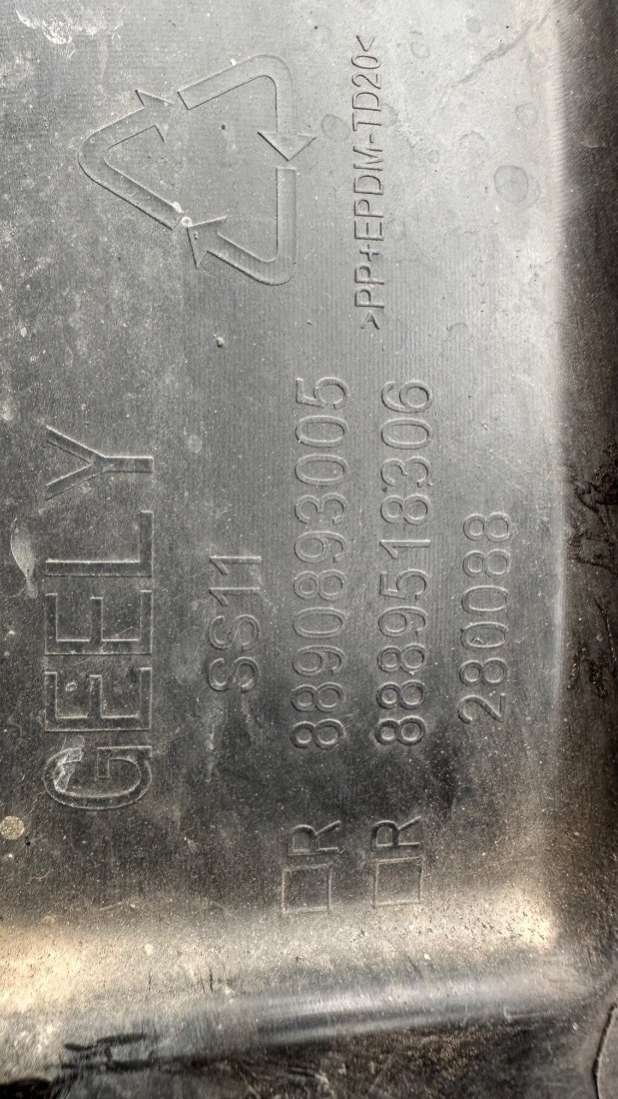 GEELY
SS11
□R 8890893005
□R 8889518306
280088
>PP+EPDM-TD20<